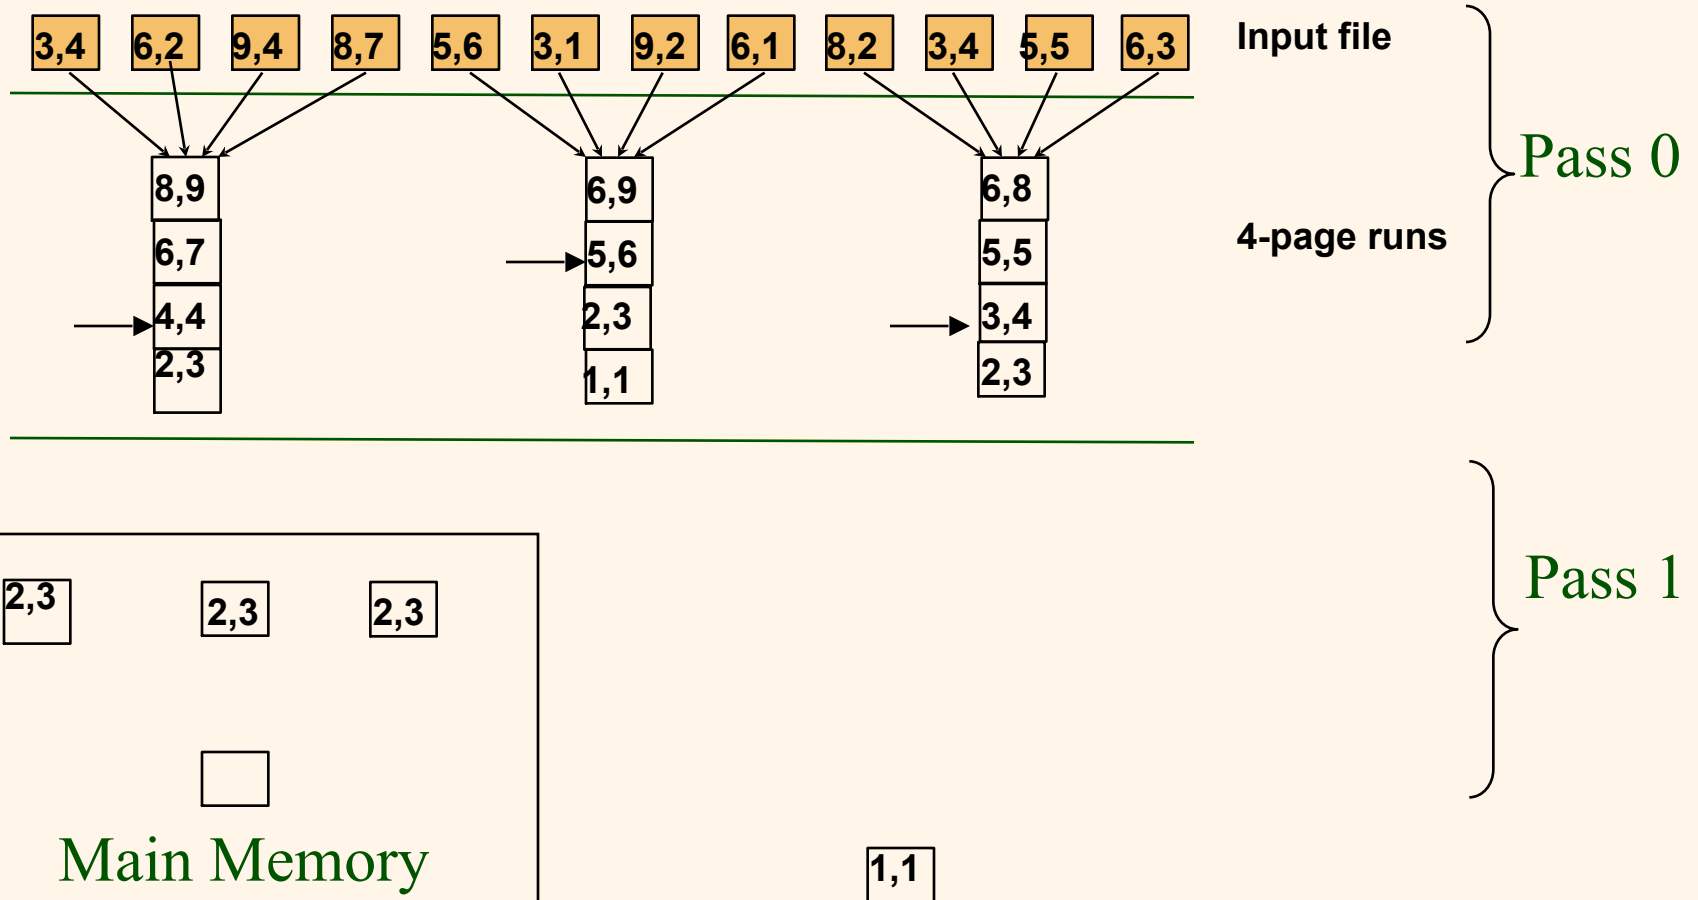 3,4 6,2 9,4 8,7 5,6 3,1 9,2 6,1 8,2 3,4 5,5 6,3 Input file
Pass 0
8,9 6,9 6,8
6,7 5,6 5,5 4-page runs
4,4 2,3 3,4
2,3 1,1 2,3
Pass 1
2,3 2,3 2,3
Main Memory
1,1